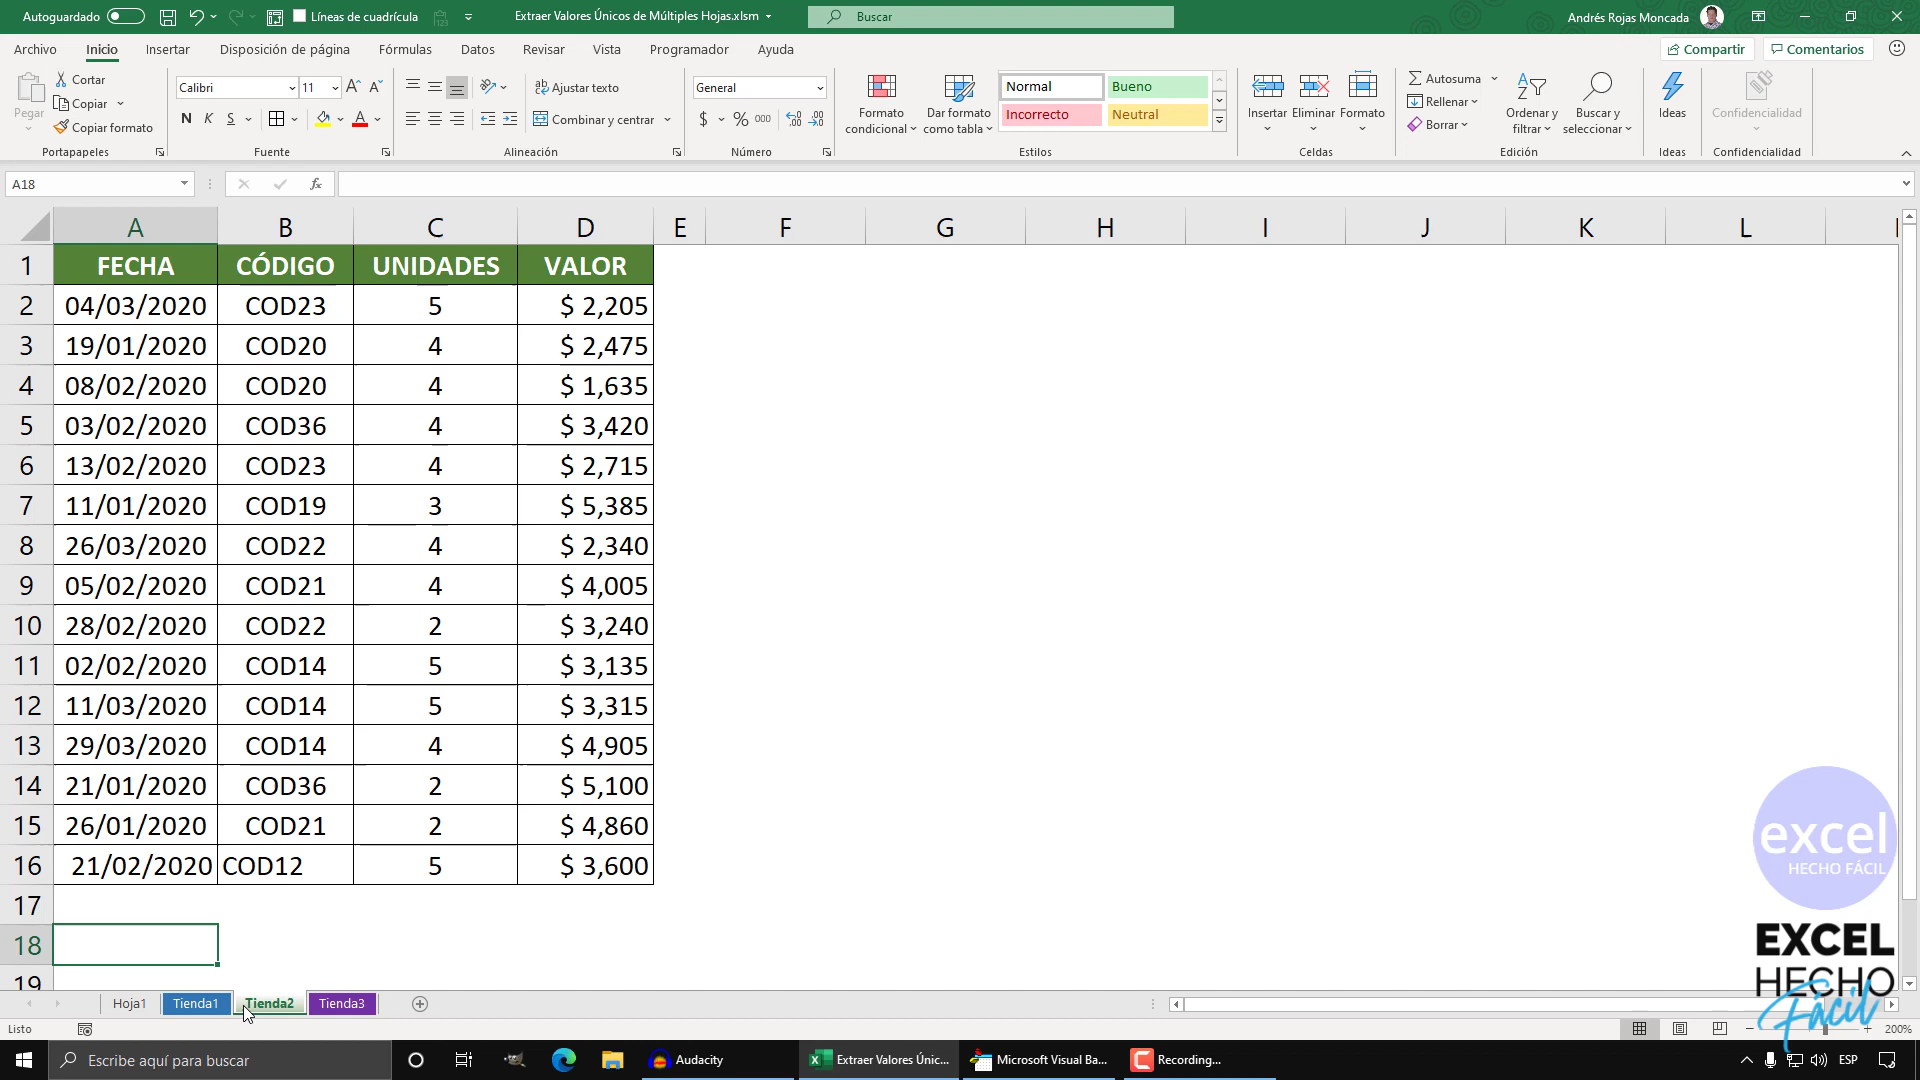 Autoguardado Líneas de cuadrícula Extraer Valores Únicos de Múltiples Hojas.xlsm Buscar Andrés Rojas Moncada
Archivo Inicio Insertar Disposición de página Fórmulas Datos Revisar Vista Programador Ayuda Compartir Comentarios
Pegar Cortar Copiar Copiar formato Portapapeles
Calibri 11 N K S Fuente
Ajustar texto Combinar y centrar Alineación
General $ % 000 Número
Formato condicional Dar formato como tabla Normal Bueno Incorrecto Neutral Estilos
Insertar Eliminar Formato Celdas
Autosuma Rellenar Borrar Ordenar y filtrar Buscar y seleccionar Edición
Ideas Ideas
Confidencialidad Confidencialidad
A18 fx
A B C D E F G H I J K L
1 FECHA CÓDIGO UNIDADES VALOR
2 04/03/2020 COD23 5 $ 2,205
3 19/01/2020 COD20 4 $ 2,475
4 08/02/2020 COD20 4 $ 1,635
5 03/02/2020 COD36 4 $ 3,420
6 13/02/2020 COD23 4 $ 2,715
7 11/01/2020 COD19 3 $ 5,385
8 26/03/2020 COD22 4 $ 2,340
9 05/02/2020 COD21 4 $ 4,005
10 28/02/2020 COD22 2 $ 3,240
11 02/02/2020 COD14 5 $ 3,135
12 11/03/2020 COD14 5 $ 3,315
13 29/03/2020 COD14 4 $ 4,905
14 21/01/2020 COD36 2 $ 5,100
15 26/01/2020 COD21 2 $ 4,860
16 21/02/2020 COD12 5 $ 3,600
17
18
19
excel
HECHO FÁCIL
EXCEL
HECHO
Fácil
Hoja1 Tienda1 Tienda2 Tienda3
Listo 200%
Escribe aquí para buscar Audacity Extraer Valores Únic... Microsoft Visual Ba... Recording... ESP